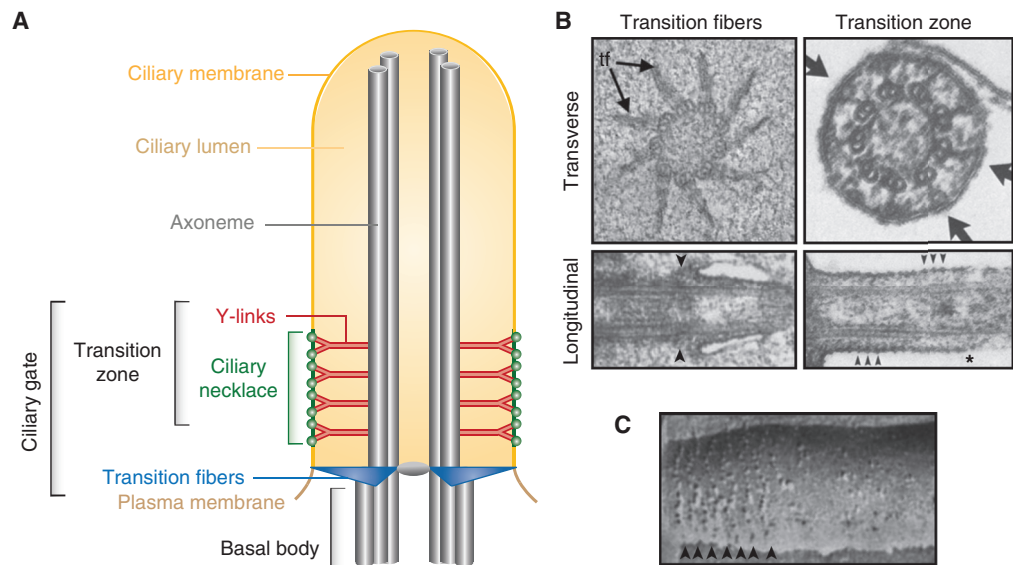 A
Ciliary membrane
Ciliary lumen
Axoneme
Y-links
Transition
zone
Ciliary
necklace
Ciliary gate
Transition fibers
Plasma membrane
Basal body
B
Transition fibers
Transition zone
Transverse
tf
Longitudinal
*
C